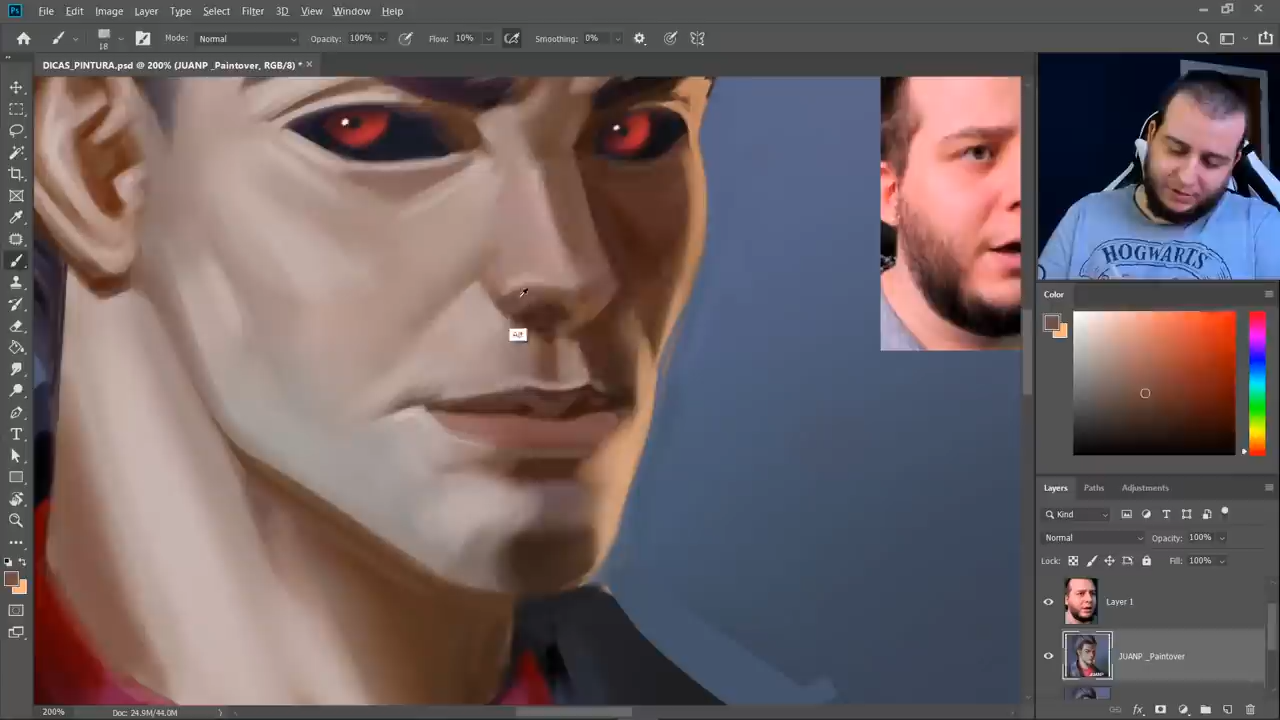 Ps File Edit Image Layer Type Select Filter 3D View Window Help
18 Mode: Normal Opacity: 100% Flow: 10% Smoothing: 0%
DICAS_PINTURA.psd @ 200% (JUANP _Paintover, RGB/8) *
HOGWARTS
Color
Layers Paths Adjustments
Kind
Normal Opacity: 100%
Lock: Fill: 100%
Layer 1
JUANP _Paintover
200% Doc: 24.9M/44.0M